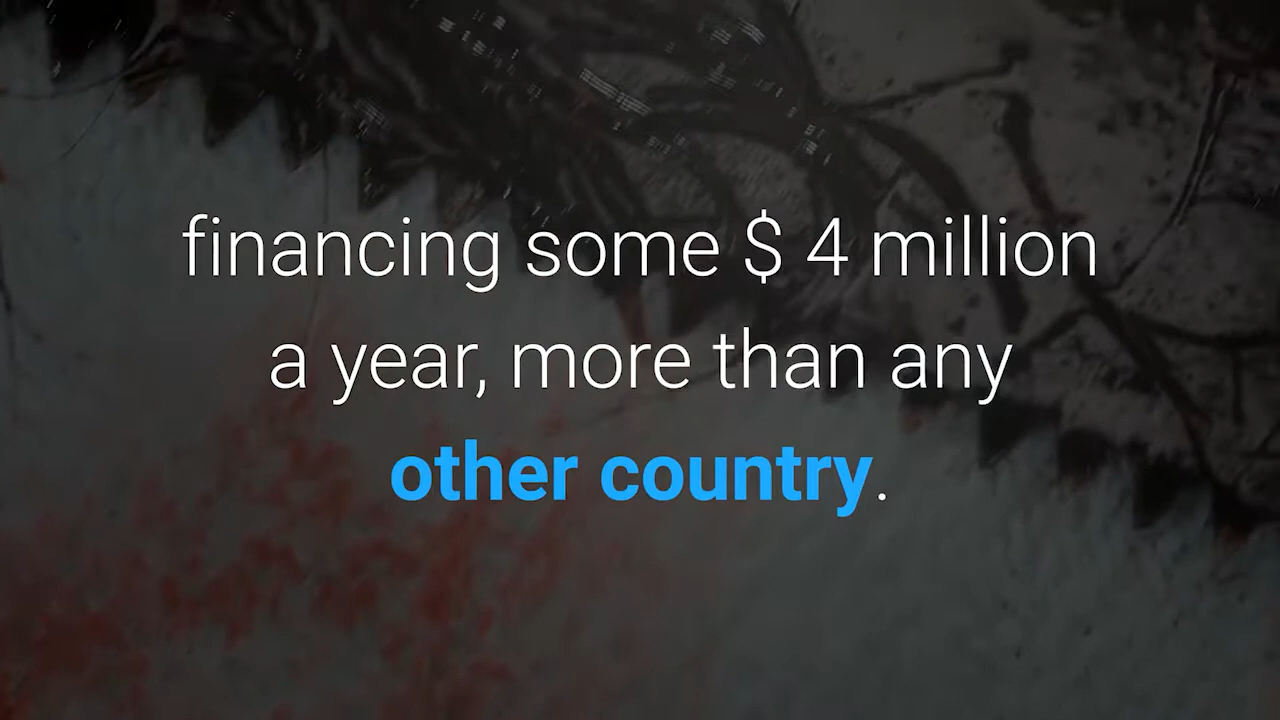 financing some $ 4 million
a year, more than any
other country.